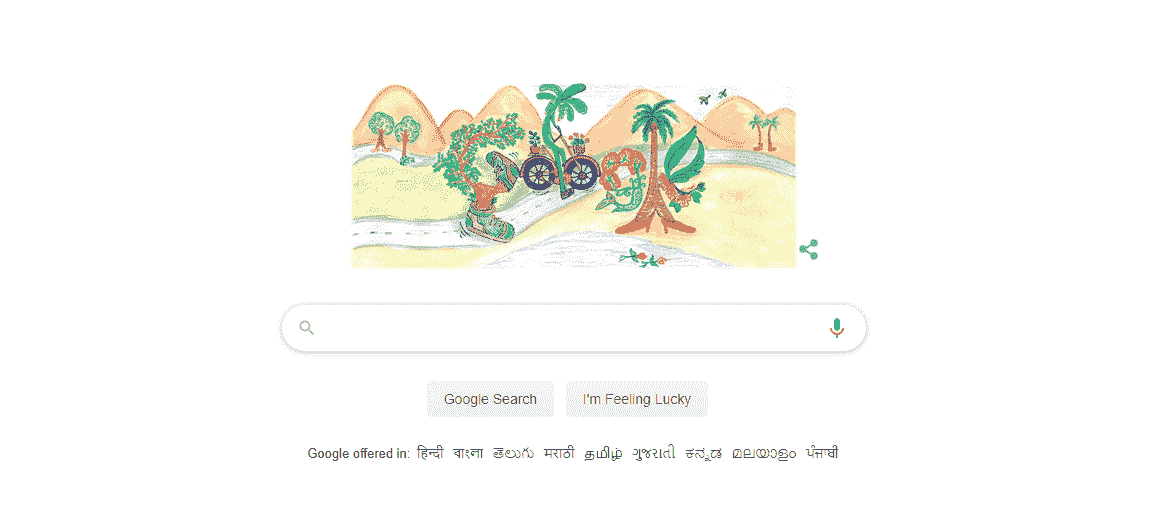 Google Search I'm Feeling Lucky
Google offered in: हिन्दी বাংলা తెలుగు मराठी தமிழ் ગુજરાતી ಕನ್ನಡ മലയാളം ਪੰਜਾਬੀ